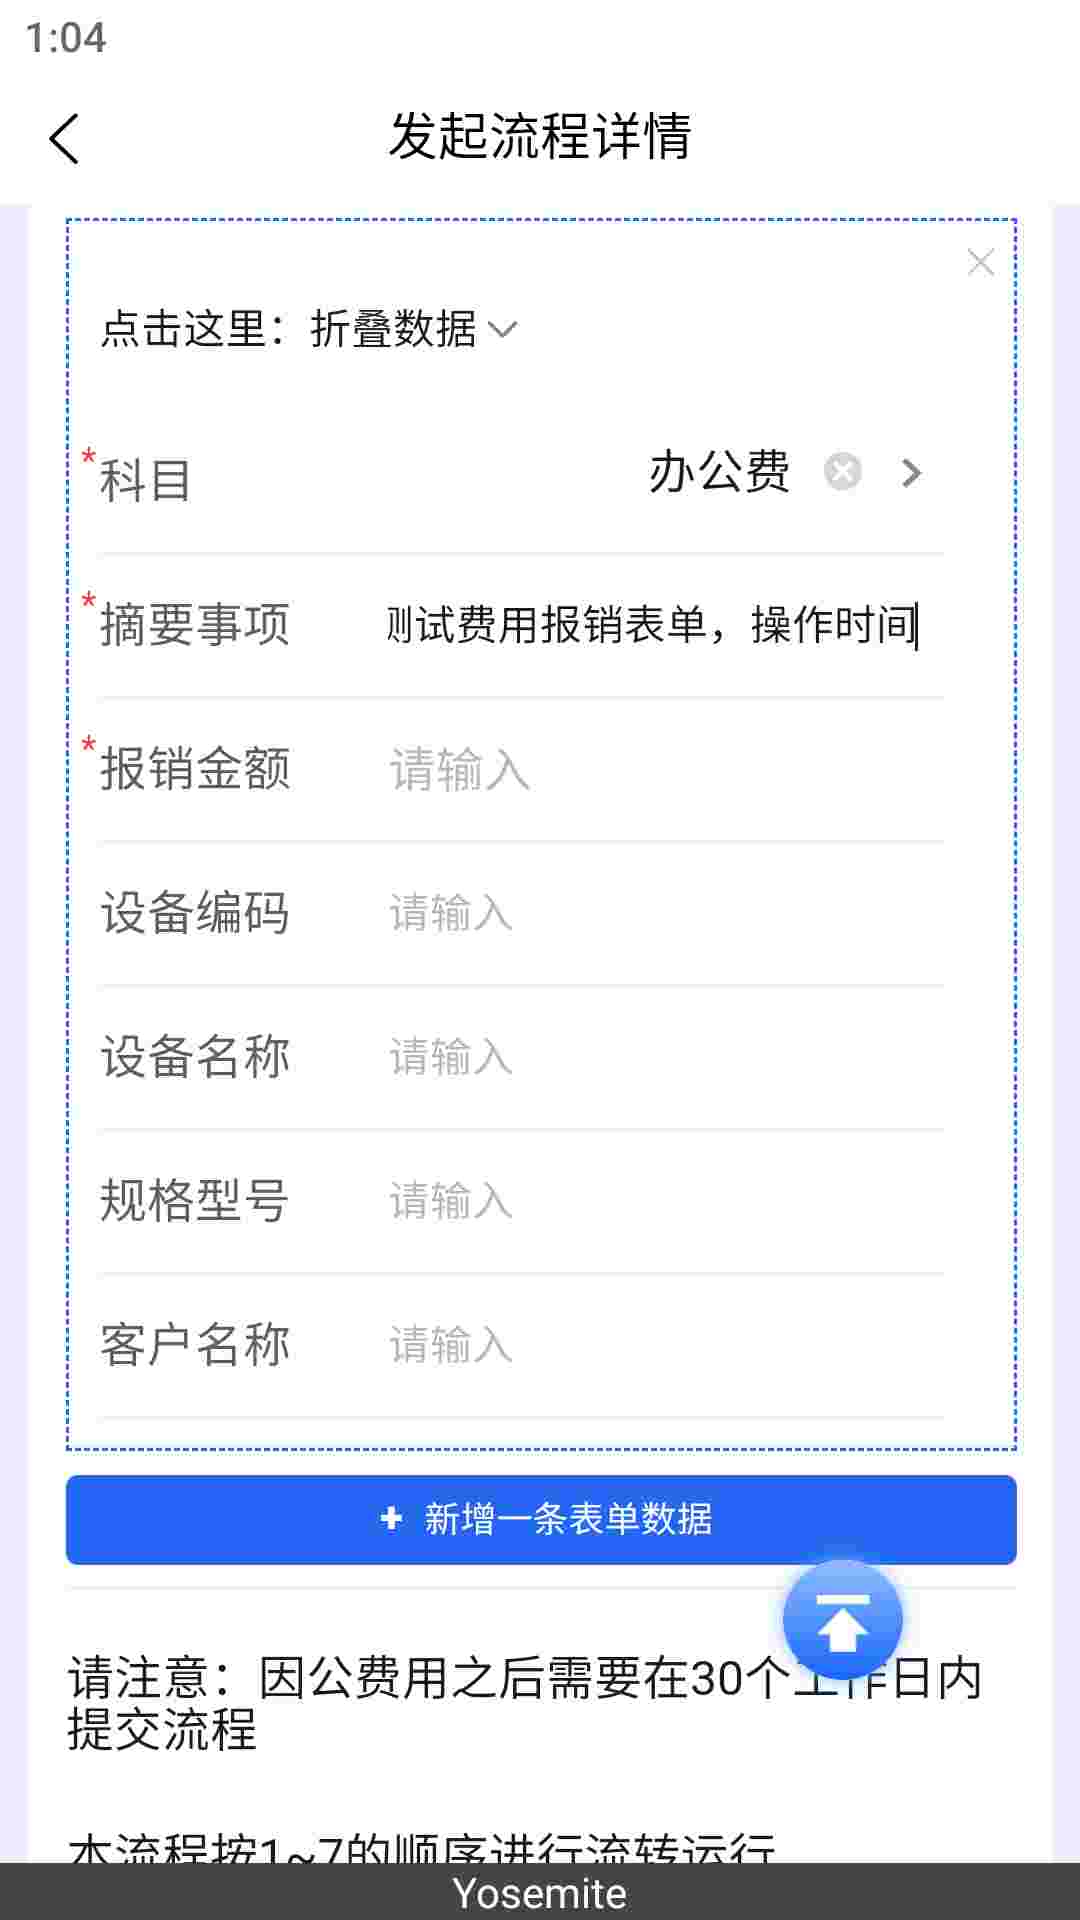 1:04
发起流程详情
点击这里：折叠数据
*科目 办公费
*摘要事项 测试费用报销表单，操作时间
*报销金额 请输入
设备编码 请输入
设备名称 请输入
规格型号 请输入
客户名称 请输入
+ 新增一条表单数据
请注意：因公费用之后需要在30个工作日内
提交流程
本流程按1~7的顺序进行流转运行
Yosemite